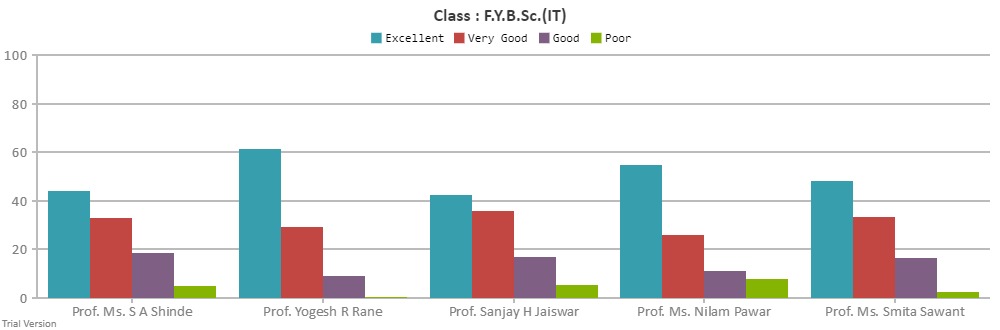 Class : F.Y.B.Sc.(IT)
Excellent Very Good Good Poor
100
80
60
40
20
0
Prof. Ms. S A Shinde Prof. Yogesh R Rane Prof. Sanjay H Jaiswar Prof. Ms. Nilam Pawar Prof. Ms. Smita Sawant
Trial Version